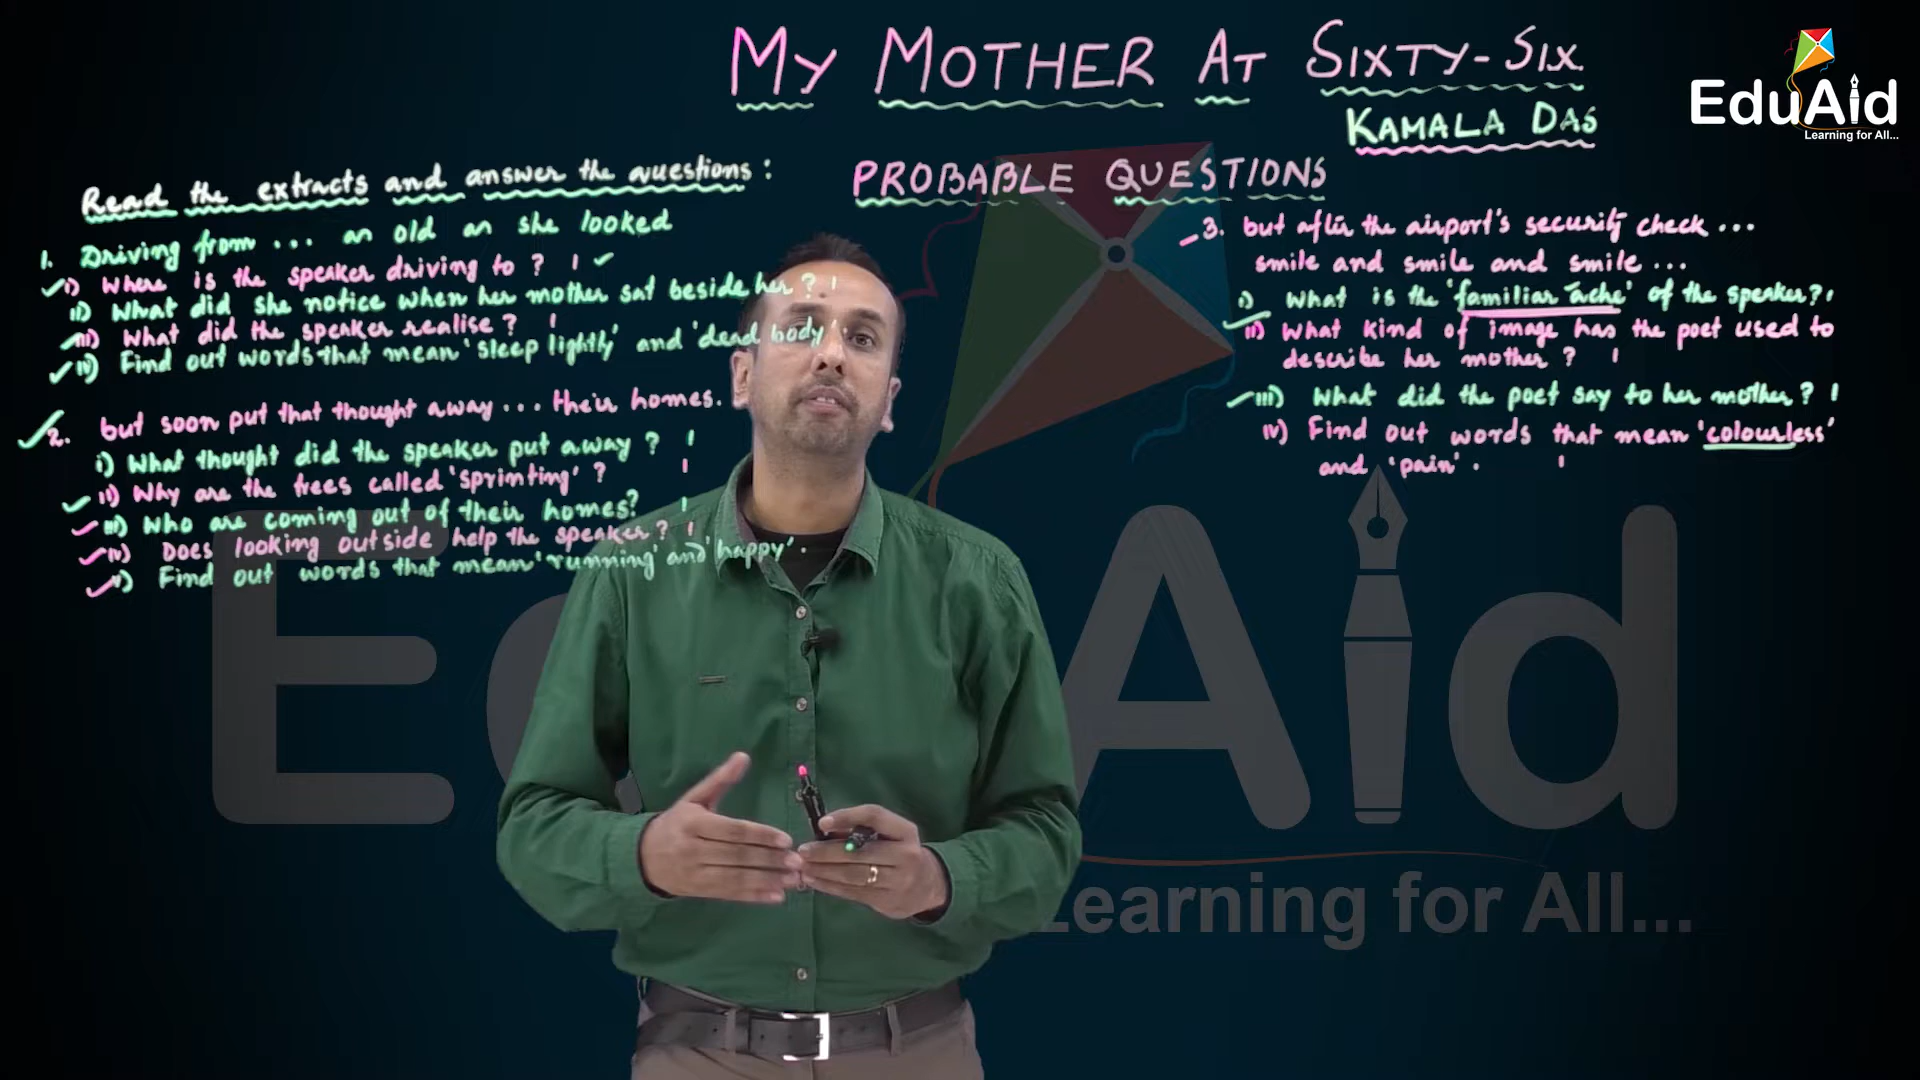 MY MOTHER AT SIXTY-SIX
KAMALA DAS
EduAid
Learning for All...
PROBABLE QUESTIONS
Read the extracts and answer the questions :
1. Driving from ... an old an she looked
i) Where is the speaker driving to ? 1
ii) What did she notice when her mother sat beside her ? 1
iii) What did the speaker realise ? 1
iv) Find out words that mean 'sleep lightly' and 'dead body' 1
2. but soon put that thought away ... their homes.
i) What thought did the speaker put away ? 1
ii) Why are the trees called 'sprinting' ? 1
iii) Who are coming out of their homes? 1
iv) Does looking outside help the speaker ? 1
v) Find out words that mean 'running' and 'happy'.
3. but after the airport's security check ...
smile and smile and smile ...
i) What is the 'familiar ache' of the speaker? 1
ii) What kind of image has the poet used to
describe her mother ? 1
iii) What did the poet say to her mother ? 1
iv) Find out words that mean 'colourless'
and 'pain'. 1
EduAid
Learning for All...